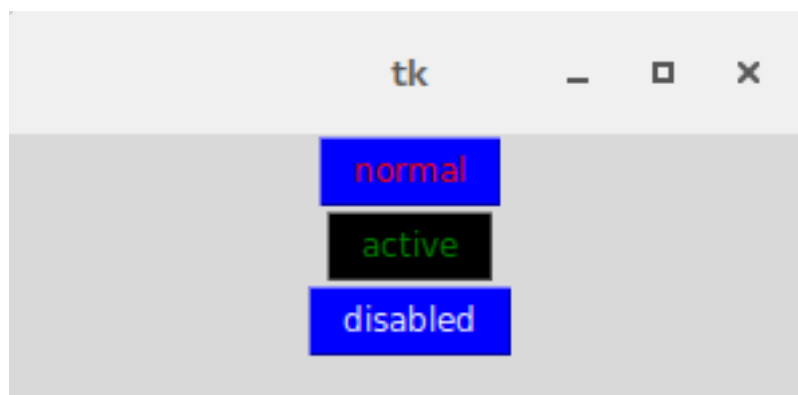 tk
normal
active
disabled